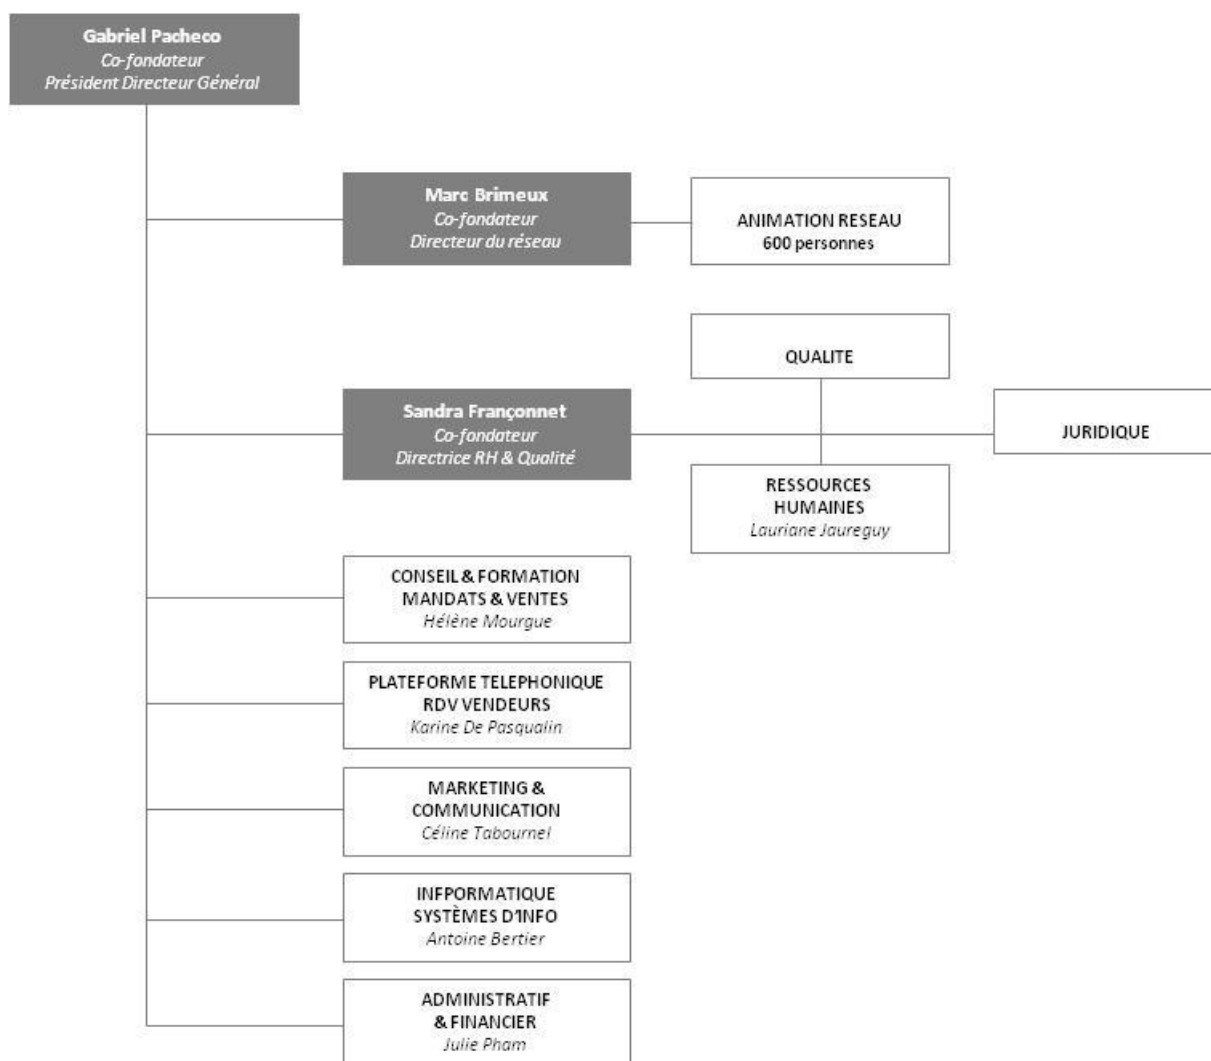 Gabriel Pacheco
Co-fondateur
Président Directeur Général
Marc Brimeux
Co-fondateur
Directeur du réseau
ANIMATION RESEAU
600 personnes
QUALITE
Sandra Françonnet
Co-fondateur
Directrice RH & Qualité
JURIDIQUE
RESSOURCES
HUMAINES
Lauriane Jaureguy
CONSEIL & FORMATION
MANDATS & VENTES
Hélène Mourgue
PLATEFORME TELEPHONIQUE
RDV VENDEURS
Karine De Pasqualin
MARKETING &
COMMUNICATION
Céline Tabournel
INFPORMATIQUE
SYSTÈMES D'INFO
Antoine Bertier
ADMINISTRATIF
& FINANCIER
Julie Pham